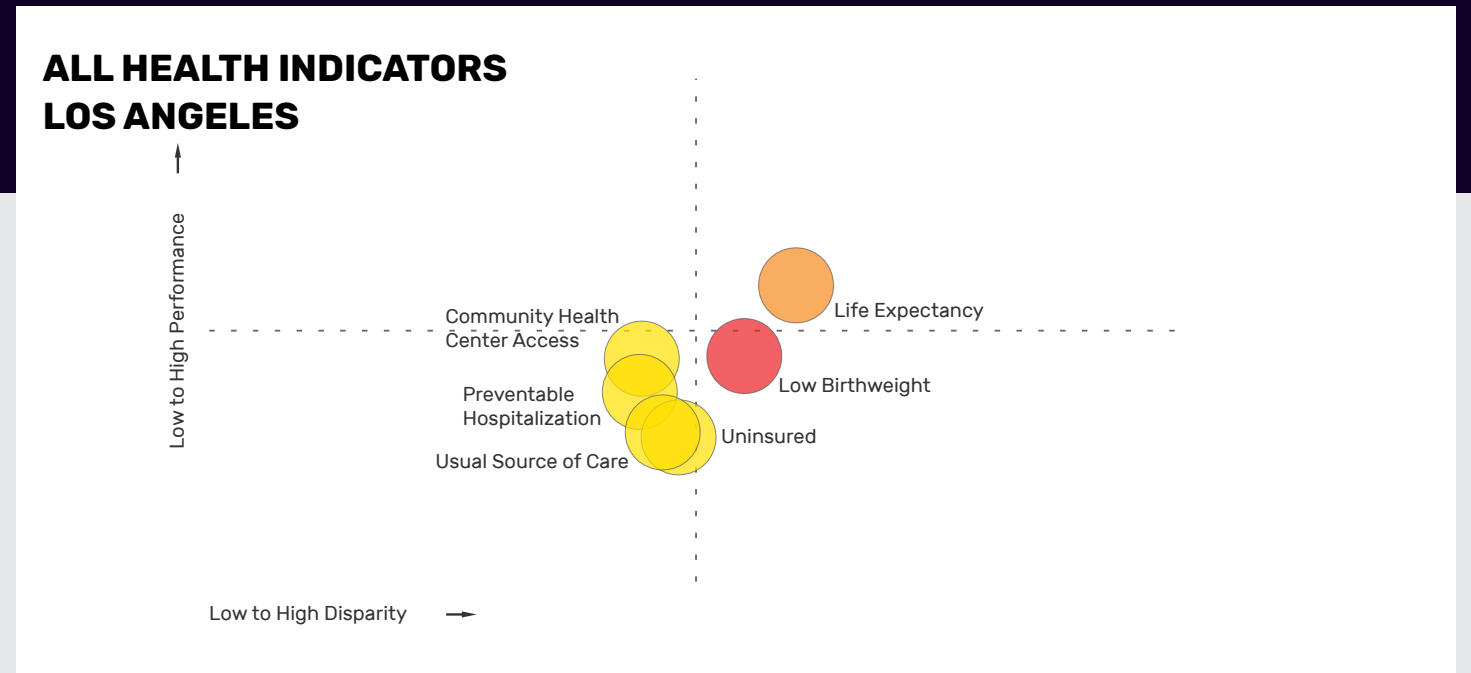 ALL HEALTH INDICATORS
LOS ANGELES
Low to High Performance
Life Expectancy
Community Health
Center Access
Low Birthweight
Preventable
Hospitalization
Uninsured
Usual Source of Care
Low to High Disparity